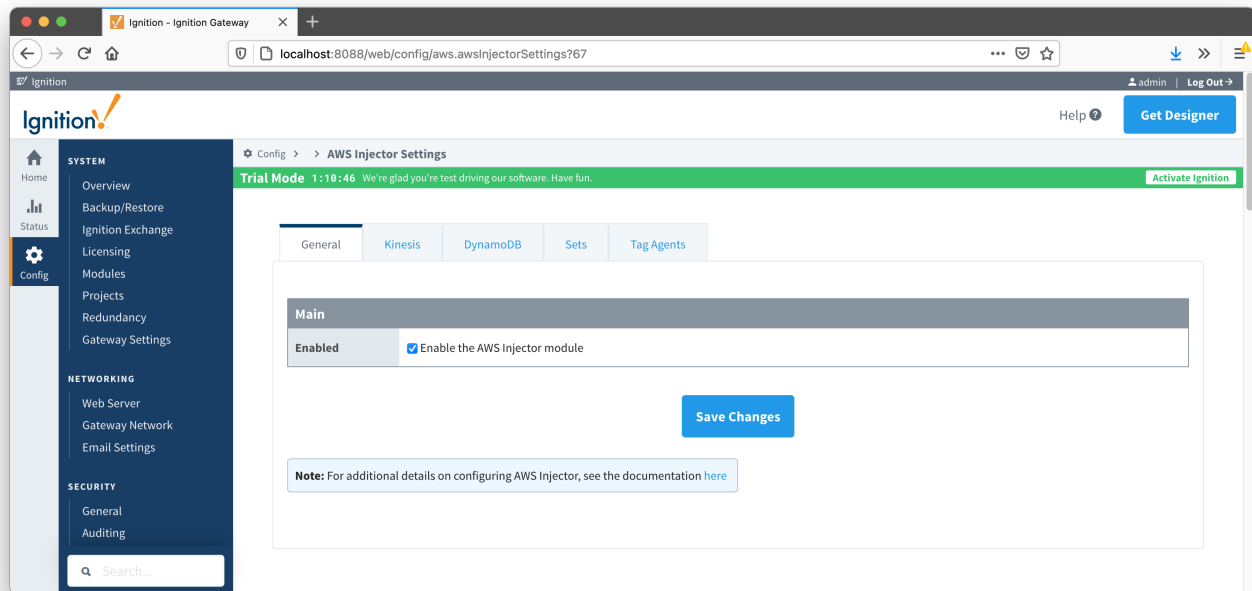 Ignition - Ignition Gateway
localhost:8088/web/config/aws.awsInjectorSettings?67
Ignition
admin | Log Out
Ignition!
Help
Get Designer
Home
Status
Config
SYSTEM
Overview
Backup/Restore
Ignition Exchange
Licensing
Modules
Projects
Redundancy
Gateway Settings
NETWORKING
Web Server
Gateway Network
Email Settings
SECURITY
General
Auditing
Search...
Config > > AWS Injector Settings
Trial Mode 1:10:46 We're glad you're test driving our software. Have fun.
Activate Ignition
General Kinesis DynamoDB Sets Tag Agents
Main
Enabled Enable the AWS Injector module
Save Changes
Note: For additional details on configuring AWS Injector, see the documentation here